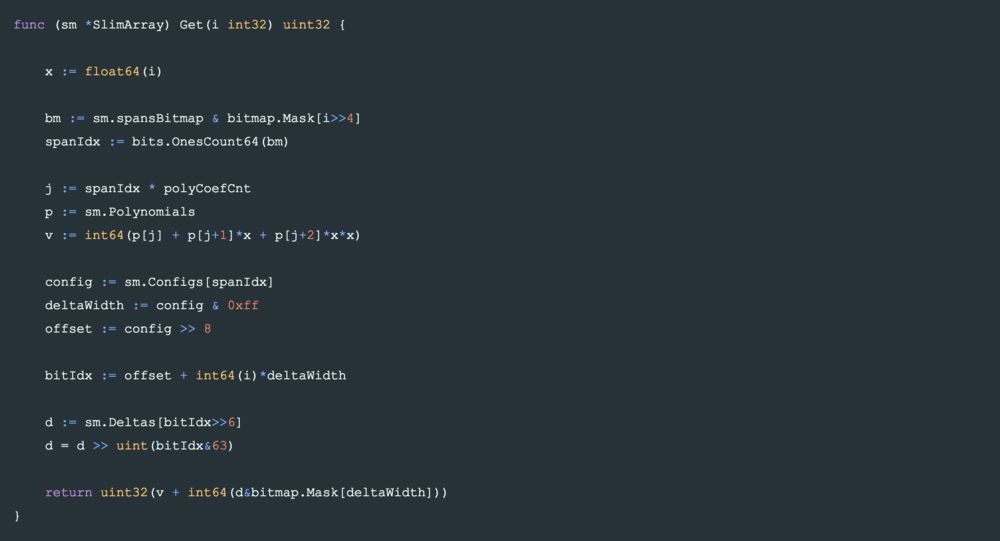 func (sm *SlimArray) Get(i int32) uint32 {
x := float64(i)
bm := sm.spansBitmap & bitmap.Mask[i>>4]
spanIdx := bits.OnesCount64(bm)
j := spanIdx * polyCoefCnt
p := sm.Polynomials
v := int64(p[j] + p[j+1]*x + p[j+2]*x*x)
config := sm.Configs[spanIdx]
deltaWidth := config & 0xff
offset := config >> 8
bitIdx := offset + int64(i)*deltaWidth
d := sm.Deltas[bitIdx>>6]
d = d >> uint(bitIdx&63)
return uint32(v + int64(d&bitmap.Mask[deltaWidth]))
}